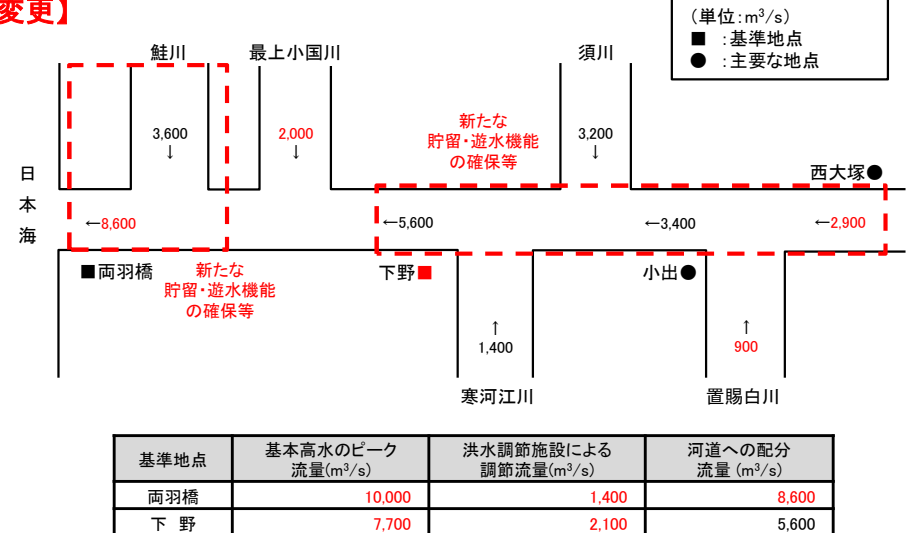 変更】
(単位:m³/s)
■ :基準地点
● :主要な地点
鮭川
最上小国川
須川
3,600
↓
2,000
↓
新たな
貯留・遊水機能
の確保等
3,200
↓
西大塚●
日本海
←8,600
←5,600
←3,400
←2,900
■両羽橋
新たな
貯留・遊水機能
の確保等
下野■
小出●
↑
1,400
↑
900
寒河江川
置賜白川
基準地点 基本高水のピーク流量(m³/s) 洪水調節施設による調節流量(m³/s) 河道への配分流量 (m³/s)
両羽橋 10,000 1,400 8,600
下 野 7,700 2,100 5,600